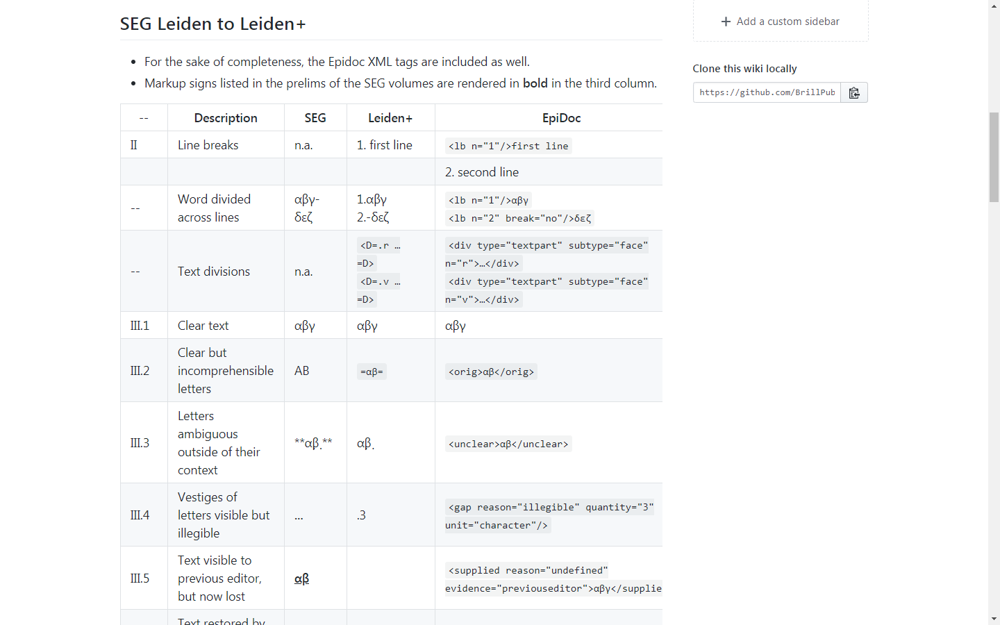 SEG Leiden to Leiden+
Add a custom sidebar
For the sake of completeness, the Epidoc XML tags are included as well.
Markup signs listed in the prelims of the SEG volumes are rendered in bold in the third column.
Clone this wiki locally
https://github.com/BrillPub
-- Description SEG Leiden+ EpiDoc
II Line breaks n.a. 1. first line <lb n="1"/>first line
2. second line
-- Word divided across lines αβγ- δεζ 1.αβγ 2.-δεζ <lb n="1"/>αβγ <lb n="2" break="no"/>δεζ
-- Text divisions n.a. <D=.r … =D> <D=.v … =D> <div type="textpart" subtype="face" n="r">…</div> <div type="textpart" subtype="face" n="v">…</div>
III.1 Clear text αβγ αβγ αβγ
III.2 Clear but incomprehensible letters AB =αβ= <orig>αβ</orig>
III.3 Letters ambiguous outside of their context **αβ̣** αβ̣ <unclear>αβ</unclear>
III.4 Vestiges of letters visible but illegible ... .3 <gap reason="illegible" quantity="3" unit="character"/>
III.5 Text visible to previous editor, but now lost αβ <supplied reason="undefined" evidence="previouseditor">αβγ</supplie
Text restored by